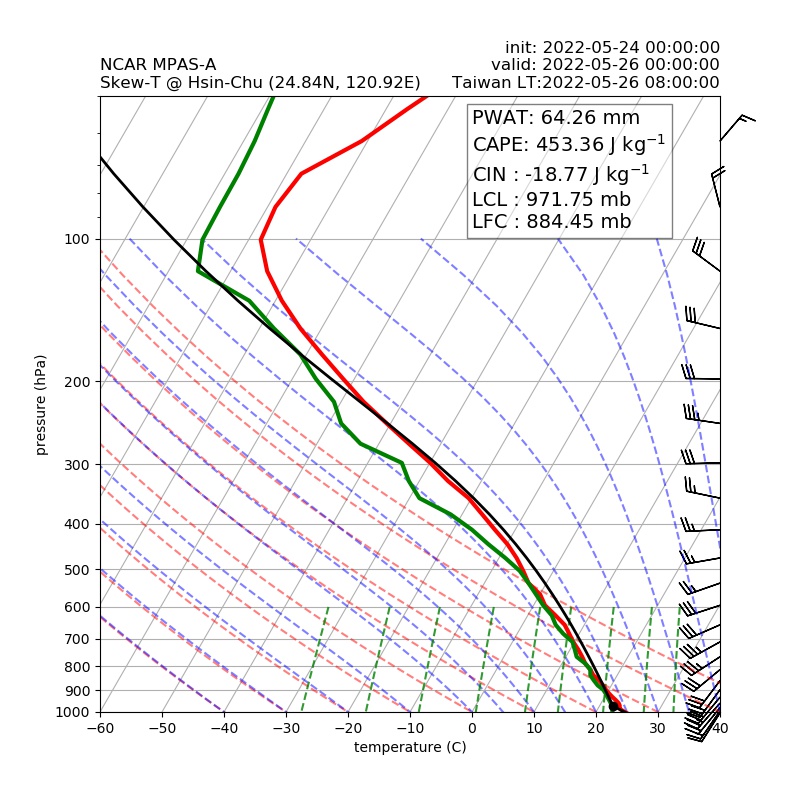 init: 2022-05-24 00:00:00
NCAR MPAS-A
valid: 2022-05-26 00:00:00
Skew-T @ Hsin-Chu (24.84N, 120.92E)
Taiwan LT:2022-05-26 08:00:00
PWAT: 64.26 mm
CAPE: 453.36 J kg⁻¹
CIN : -18.77 J kg⁻¹
LCL : 971.75 mb
LFC : 884.45 mb
pressure (hPa)
100
200
300
400
500
600
700
800
900
1000
−60 −50 −40 −30 −20 −10 0 10 20 30 40
temperature (C)